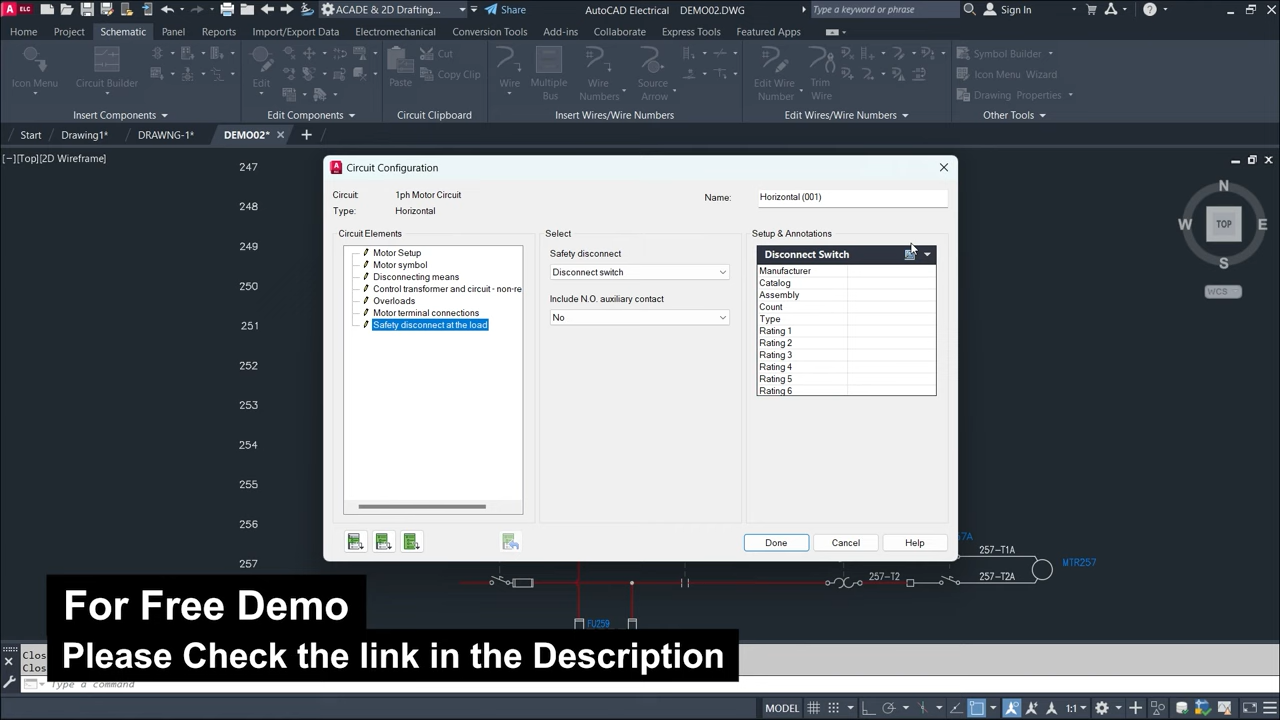 ELC
ACADE & 2D Drafting...
Share
AutoCAD Electrical
DEMO02.DWG
Type a keyword or phrase
Sign In
Home
Project
Schematic
Panel
Reports
Import/Export Data
Electromechanical
Conversion Tools
Add-ins
Collaborate
Express Tools
Featured Apps
Icon Menu
Circuit Builder
Edit
Paste
Cut
Copy Clip
Wire
Multiple
Bus
Wire
Numbers
Source
Arrow
Edit Wire
Number
Trim
Wire
Symbol Builder
Icon Menu Wizard
Drawing Properties
Insert Components
Edit Components
Circuit Clipboard
Insert Wires/Wire Numbers
Edit Wires/Wire Numbers
Other Tools
Start
Drawing1*
DRAWNG-1*
DEMO02*
[−][Top][2D Wireframe]
247
248
249
250
251
252
253
254
255
256
257
N
W
TOP
E
S
WCS
Circuit Configuration
Circuit:
1ph Motor Circuit
Type:
Horizontal
Name:
Horizontal (001)
Circuit Elements
Motor Setup
Motor symbol
Disconnecting means
Control transformer and circuit - non-re
Overloads
Motor terminal connections
Safety disconnect at the load
Select
Safety disconnect
Disconnect switch
Include N.O. auxiliary contact
No
Setup & Annotations
Disconnect Switch
Manufacturer
Catalog
Assembly
Count
Type
Rating 1
Rating 2
Rating 3
Rating 4
Rating 5
Rating 6
Done
Cancel
Help
7A
257-T1A
257-T2
257-T2A
MTR257
FU259
For Free Demo
Please Check the link in the Description
Clos
Clos
Type a command
MODEL
1:1